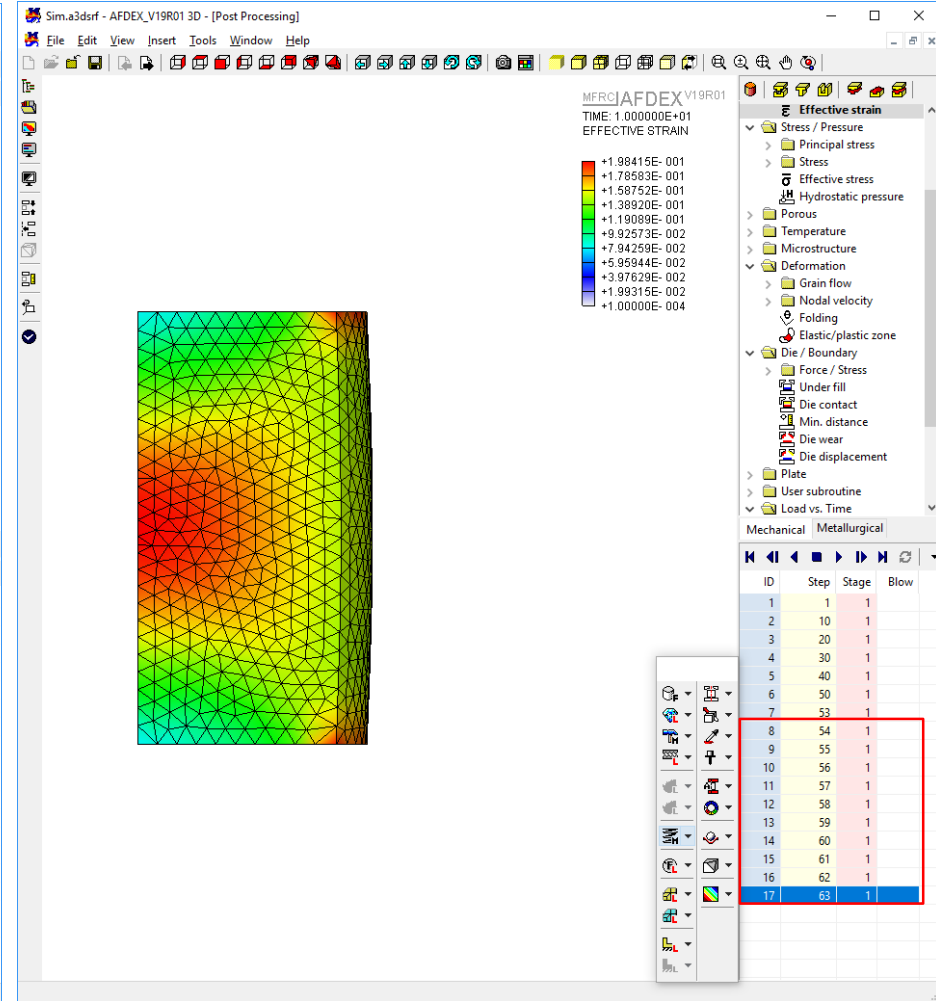 Sim.a3dsrf - AFDEX_V19R01 3D - [Post Processing]
File Edit View Insert Tools Window Help
MFRC|AFDEX V19R01
TIME: 1.000000E+01
EFFECTIVE STRAIN
+1.98415E- 001
+1.78583E- 001
+1.58752E- 001
+1.38920E- 001
+1.19089E- 001
+9.92573E- 002
+7.94259E- 002
+5.95944E- 002
+3.97629E- 002
+1.99315E- 002
+1.00000E- 004
Effective strain
Stress / Pressure
Principal stress
Stress
Effective stress
Hydrostatic pressure
Porous
Temperature
Microstructure
Deformation
Grain flow
Nodal velocity
Folding
Elastic/plastic zone
Die / Boundary
Force / Stress
Under fill
Die contact
Min. distance
Die wear
Die displacement
Plate
User subroutine
Load vs. Time
Mechanical Metallurgical
ID Step Stage Blow
1 1 1
2 10 1
3 20 1
4 30 1
5 40 1
6 50 1
7 53 1
8 54 1
9 55 1
10 56 1
11 57 1
12 58 1
13 59 1
14 60 1
15 61 1
16 62 1
17 63 1